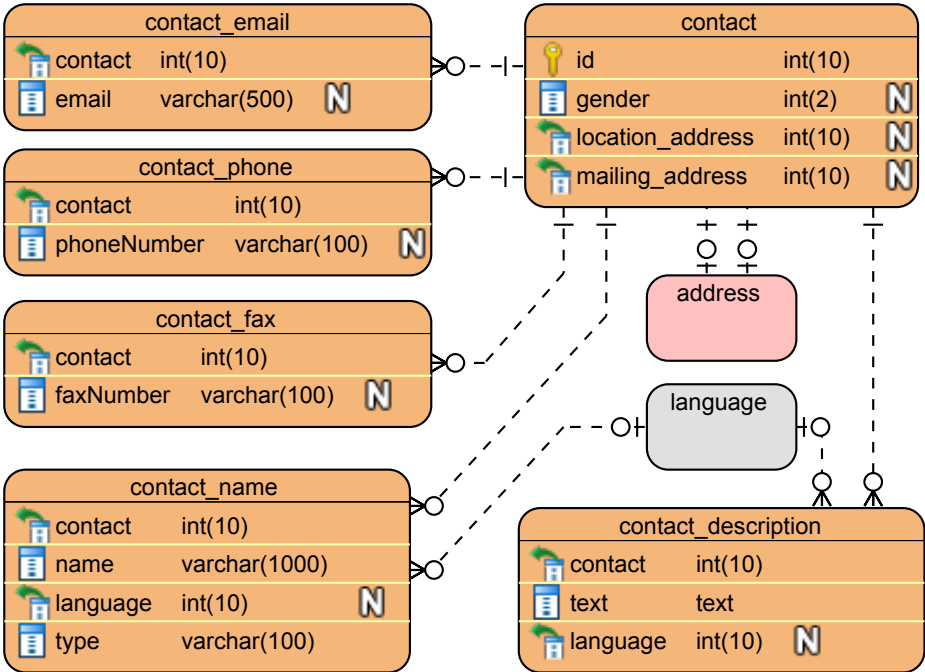 contact_email
contact int(10)
email varchar(500) N
contact
id int(10)
gender int(2) N
location_address int(10) N
mailing_address int(10) N
contact_phone
contact int(10)
phoneNumber varchar(100) N
contact_fax
contact int(10)
faxNumber varchar(100) N
address
language
contact_name
contact int(10)
name varchar(1000)
language int(10) N
type varchar(100)
contact_description
contact int(10)
text text
language int(10) N